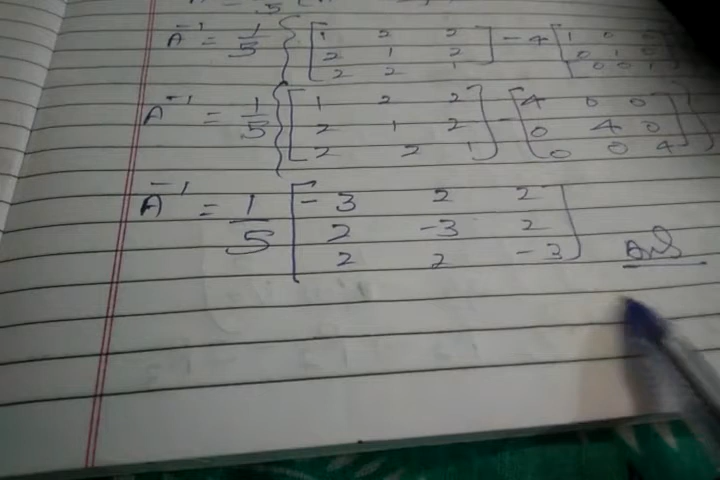 A⁻¹ = 1/5 { [ 1 2 2 ] - 4 [ 1 0 0
2 1 2 0 1 0
2 2 1 0 0 1
A⁻¹ = 1/5 { [ 1 2 2 ] - [ 4 0 0 ] }
2 1 2 0 4 0
2 2 1 0 0 4
A⁻¹ = 1/5 [ -3 2 2 ]
2 -3 2
2 2 -3 Ans